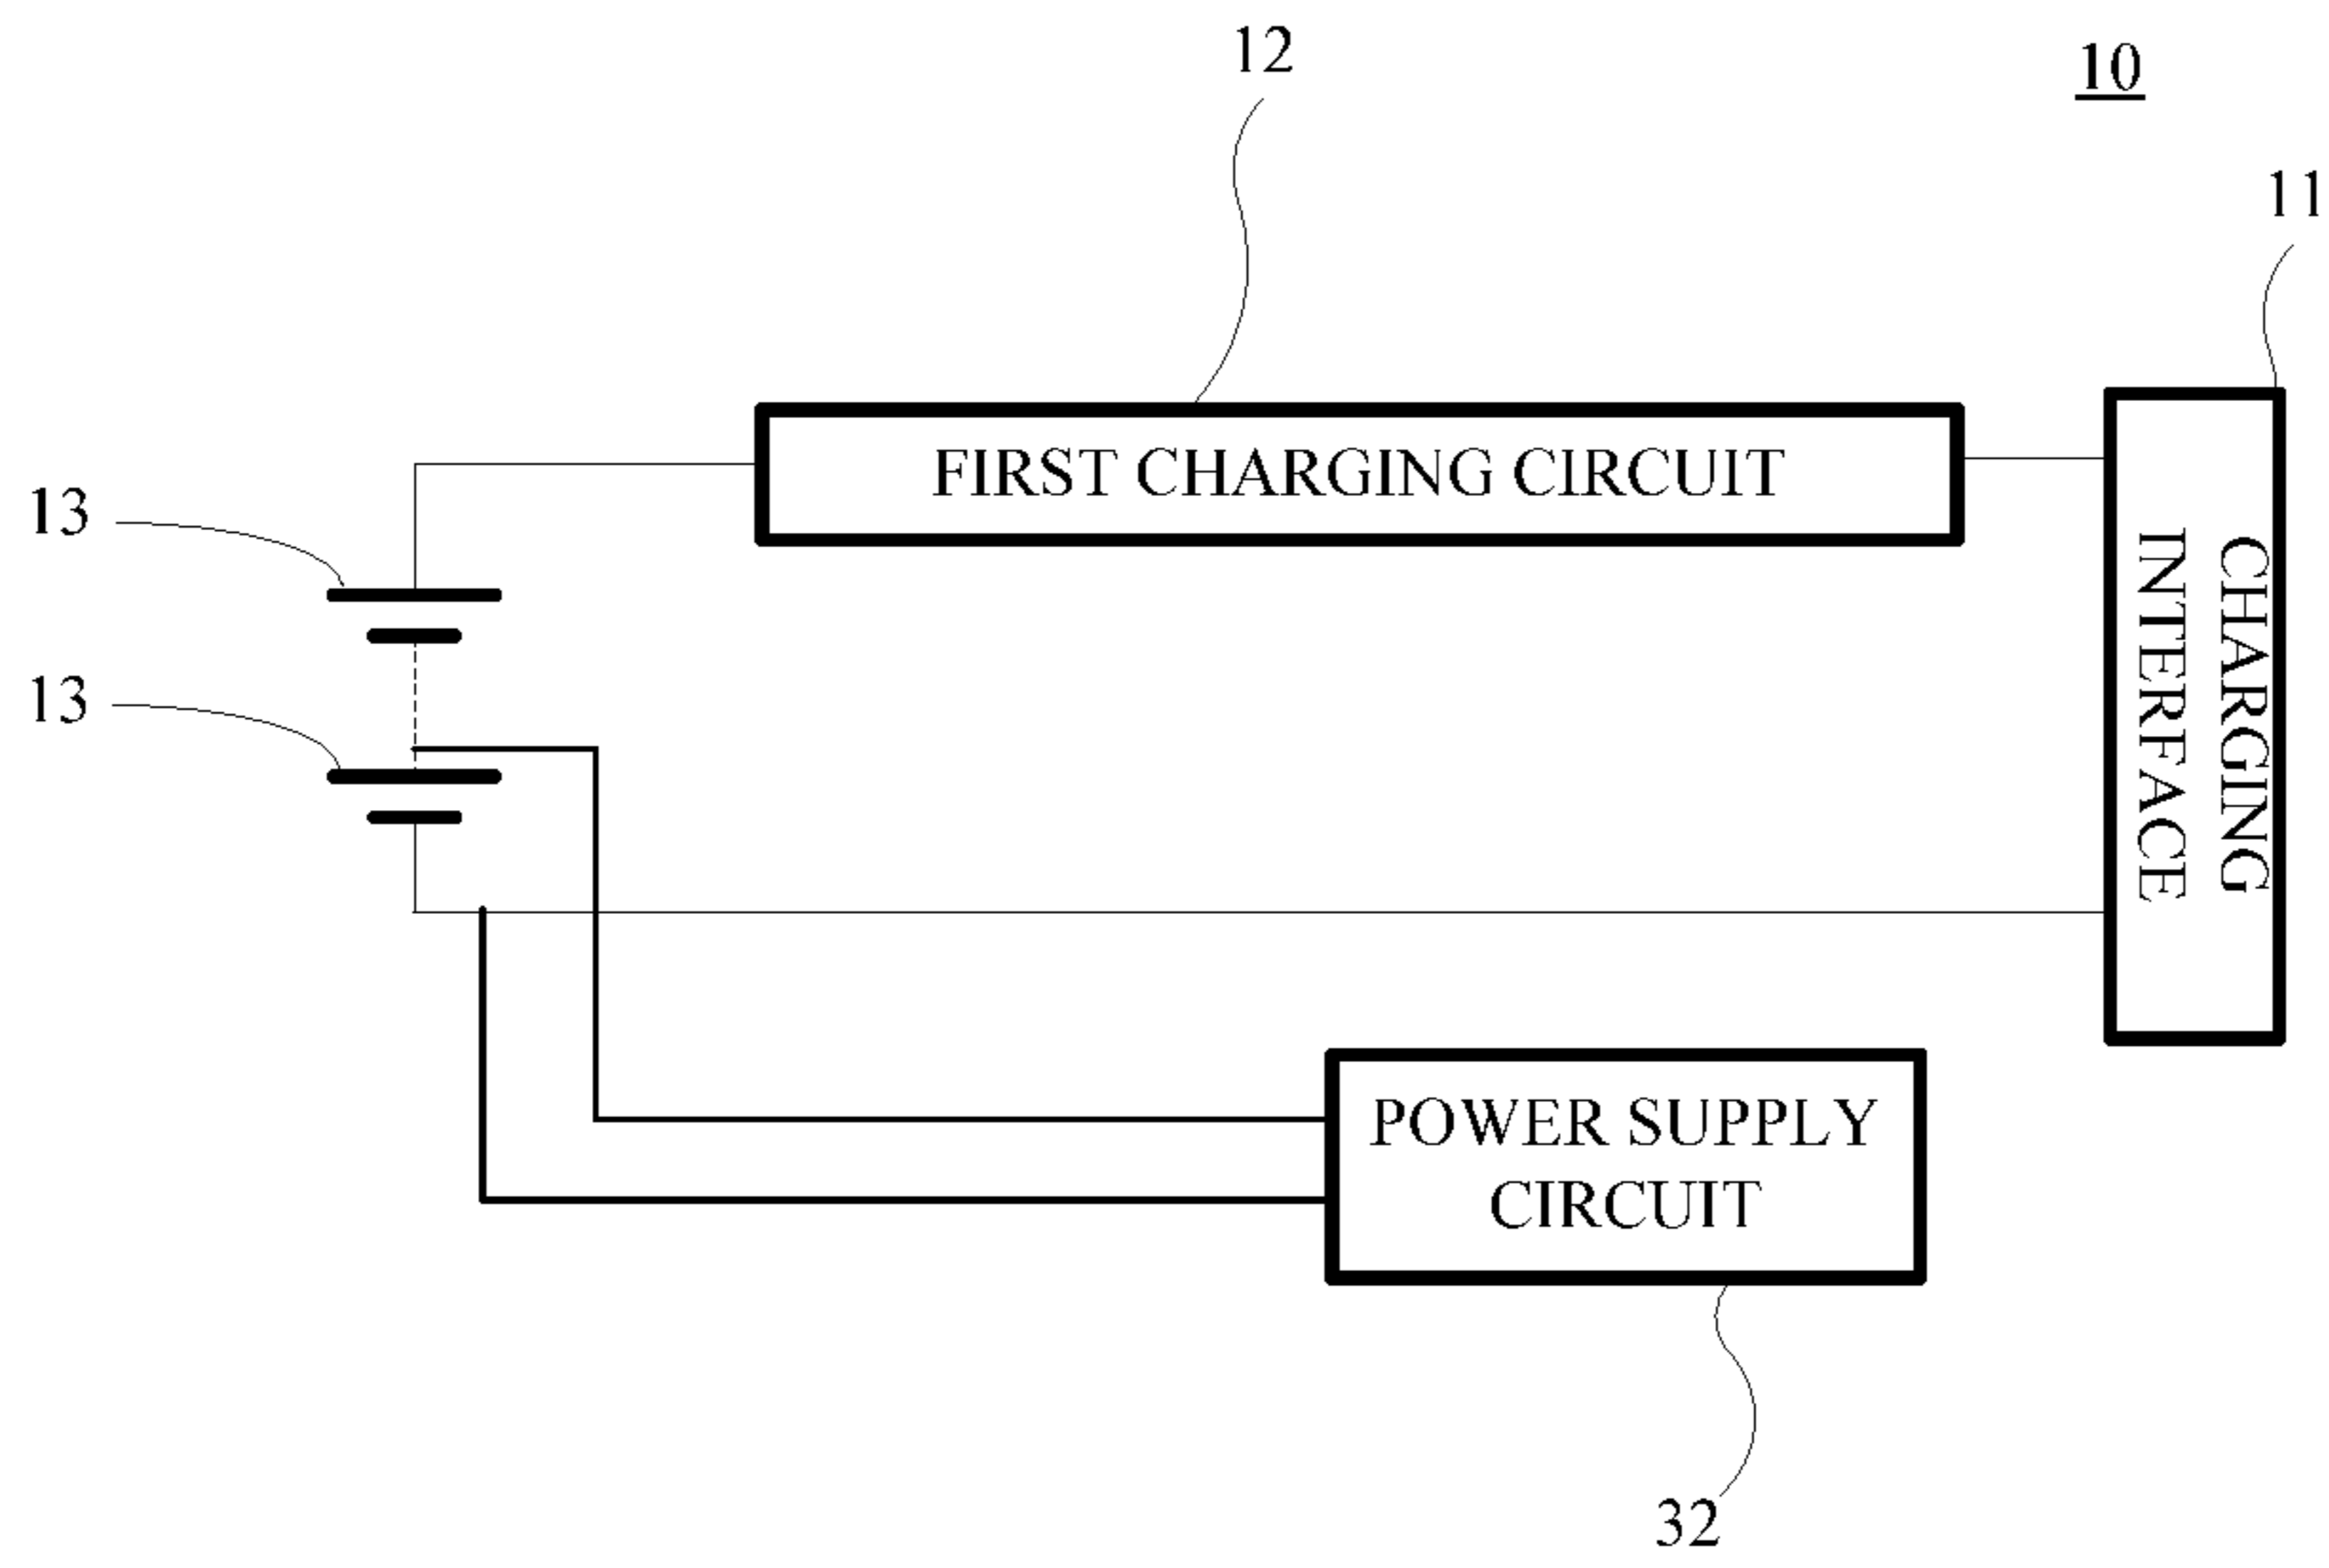 12
10
11
FIRST CHARGING CIRCUIT
13
CHARGING
INTERFACE
13
POWER SUPPLY
CIRCUIT
32